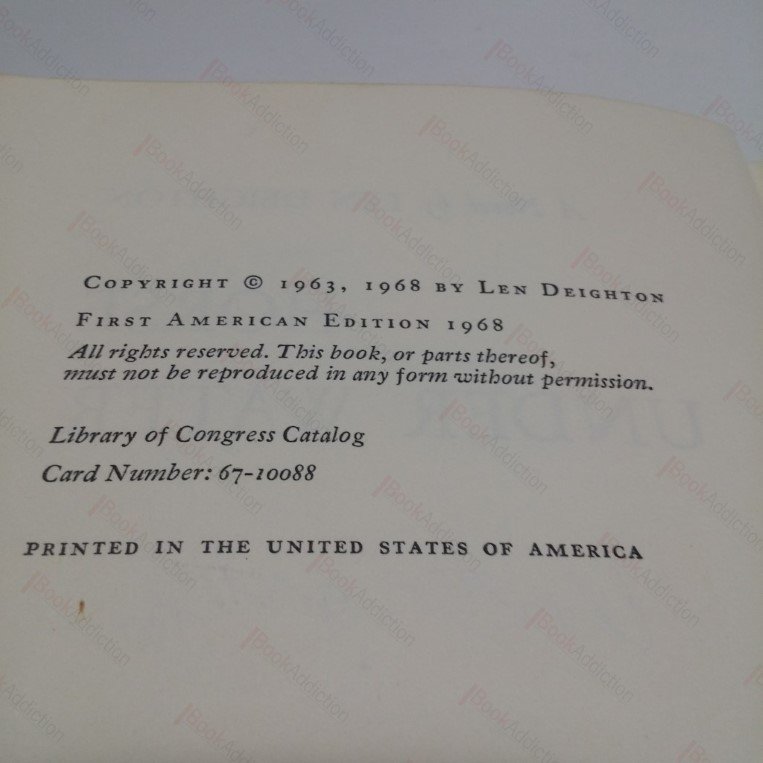 COPYRIGHT © 1963, 1968 BY LEN DEIGHTON
FIRST AMERICAN EDITION 1968
All rights reserved. This book, or parts thereof,
must not be reproduced in any form without permission.
Library of Congress Catalog
Card Number: 67-10088
PRINTED IN THE UNITED STATES OF AMERICA
iBookAddiction